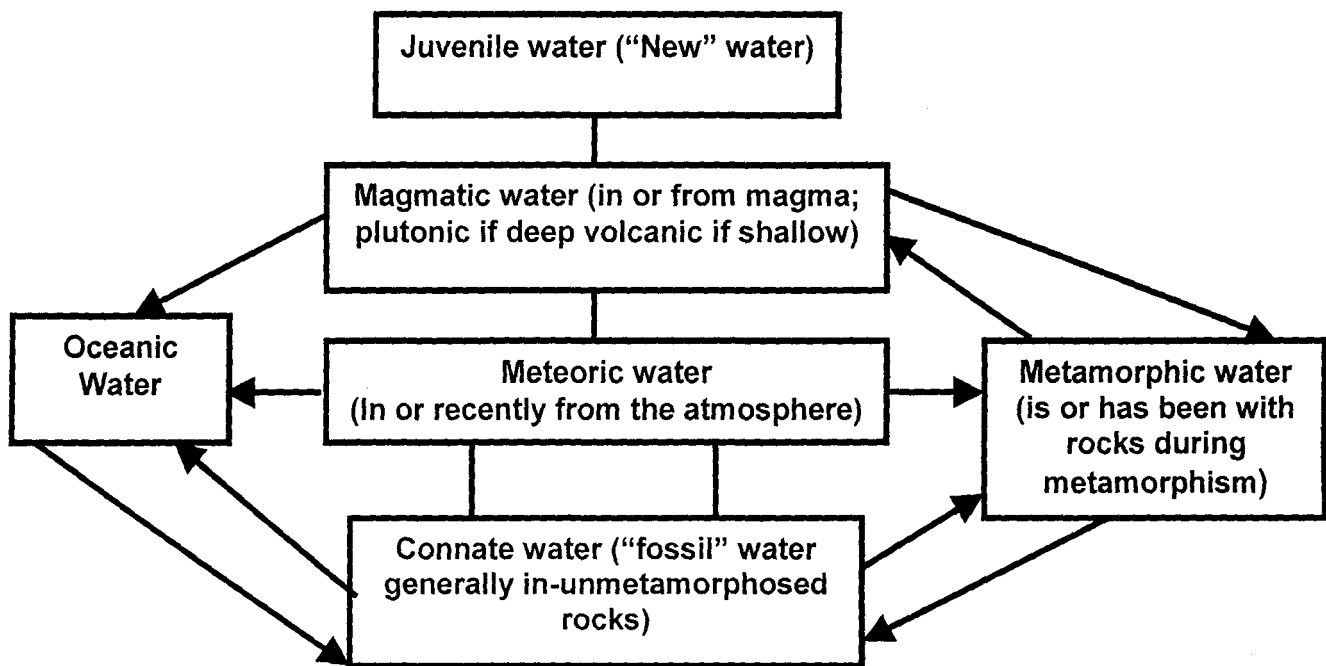 Juvenile water (“New” water)
Magmatic water (in or from magma;
plutonic if deep volcanic if shallow)
Oceanic
Water
Meteoric water
(In or recently from the atmosphere)
Metamorphic water
(is or has been with
rocks during
metamorphism)
Connate water (“fossil” water
generally in-unmetamorphosed
rocks)